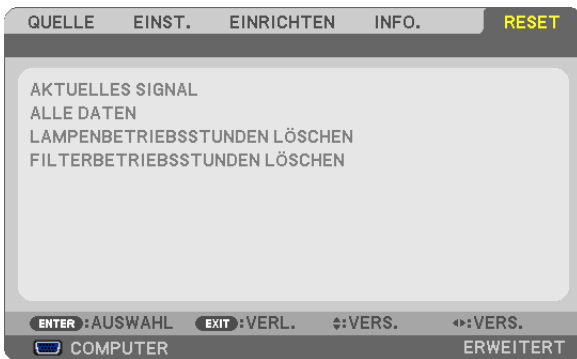 QUELLE EINST. EINRICHTEN INFO. RESET
AKTUELLES SIGNAL
ALLE DATEN
LAMPENBETRIEBSSTUNDEN LÖSCHEN
FILTERBETRIEBSSTUNDEN LÖSCHEN
ENTER :AUSWAHL EXIT :VERL. :VERS. :VERS.
COMPUTER ERWEITERT